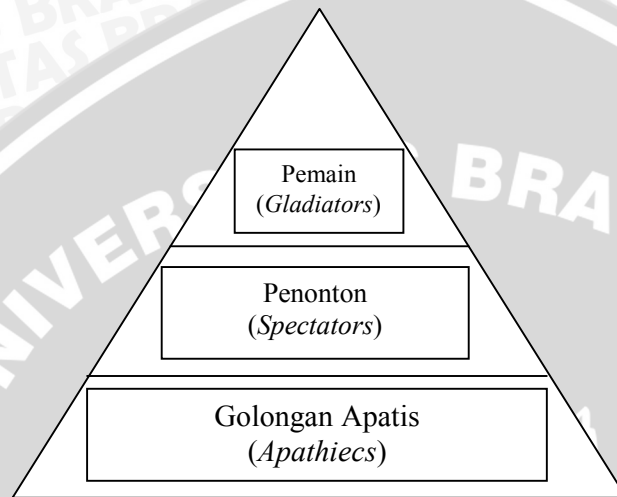 Pemain
(Gladiators)
Penonton
(Spectators)
Golongan Apatis
(Apathiecs)